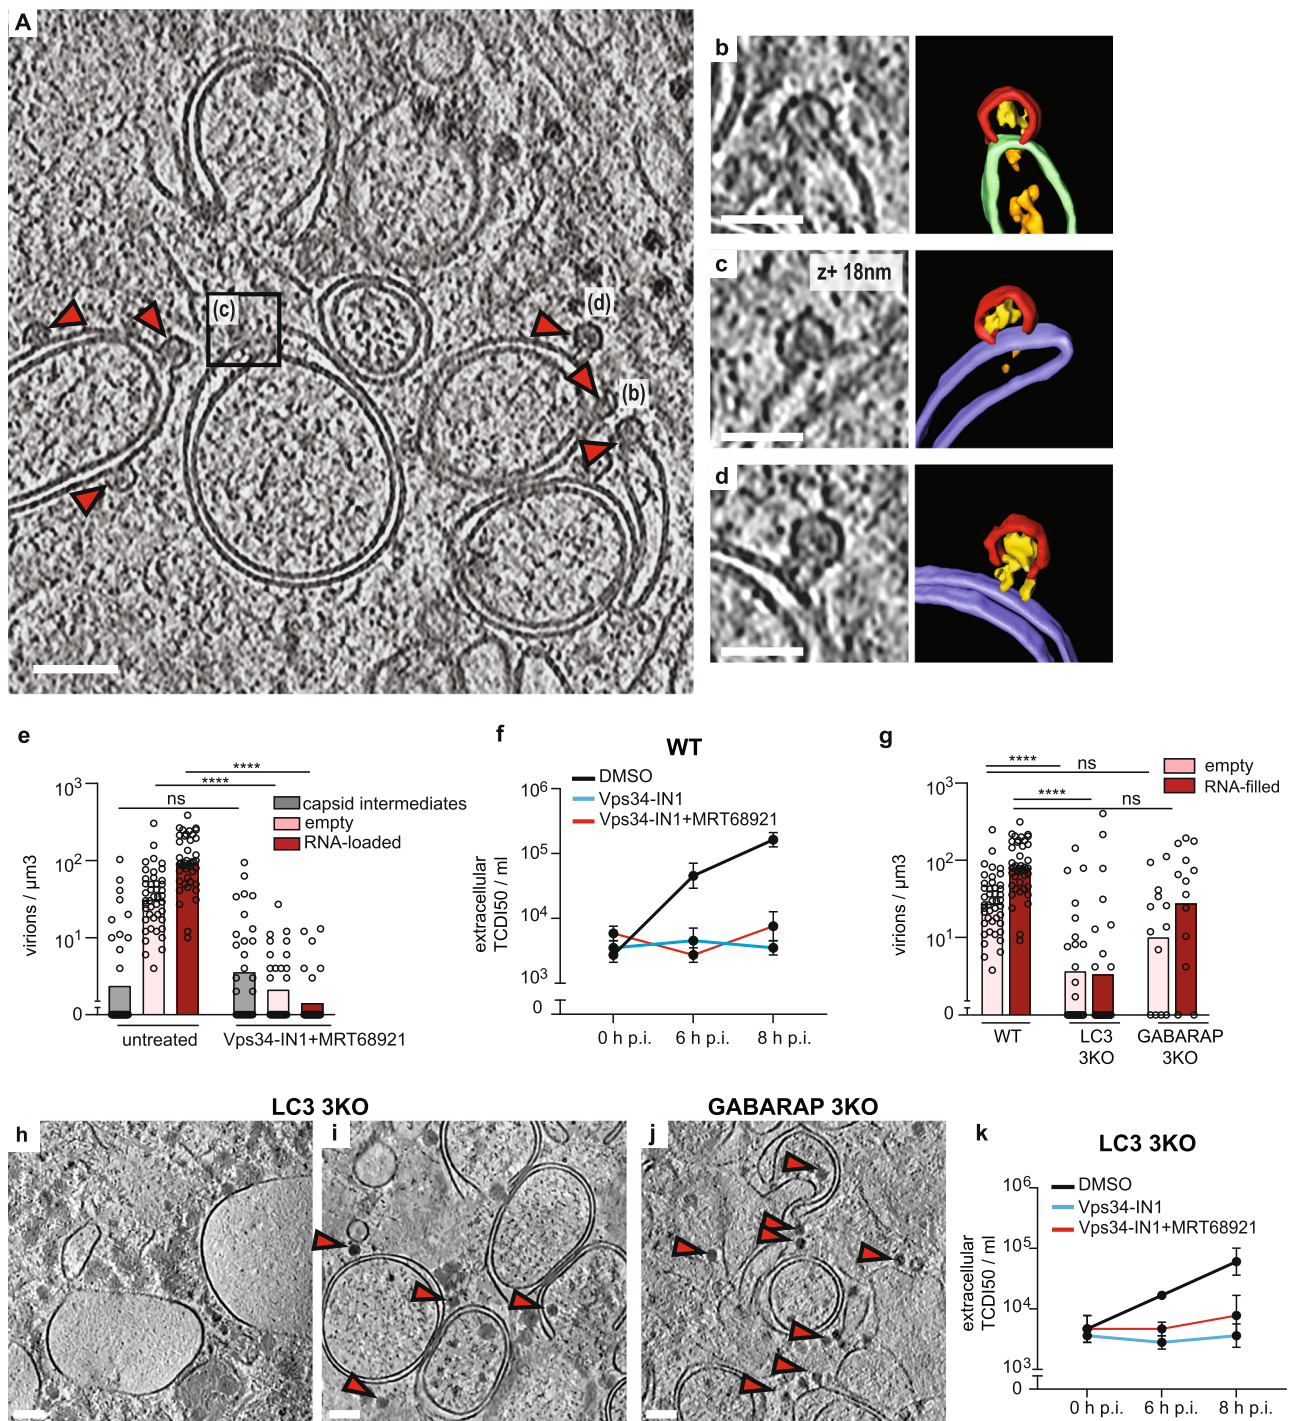 A
(c)
(d)
(b)
b
c
z+ 18nm
d
e
virions / µm3
10³
10²
10¹
0
****
****
ns
capsid intermediates
empty
RNA-loaded
untreated
Vps34-IN1+MRT68921
f
WT
DMSO
Vps34-IN1
Vps34-IN1+MRT68921
extracellular
TCDI50 / ml
10⁶
10⁵
10⁴
10³
0
0 h p.i.
6 h p.i.
8 h p.i.
g
**** 
ns
****
ns
empty
RNA-filled
virions / µm3
10³
10²
10¹
0
WT
LC3
3KO
GABARAP
3KO
LC3 3KO
h
i
GABARAP 3KO
j
k
LC3 3KO
DMSO
Vps34-IN1
Vps34-IN1+MRT68921
extracellular
TCDI50 / ml
10⁶
10⁵
10⁴
10³
0
0 h p.i.
6 h p.i.
8 h p.i.